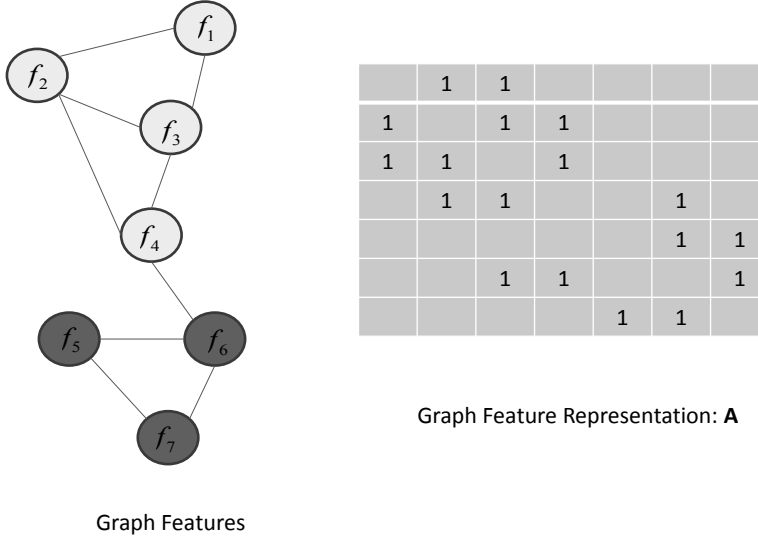 f1
f2
f3
f4
f5
f6
f7
Graph Features
1 1
1 1 1
1 1 1
1 1 1
1 1
1 1 1
1 1
Graph Feature Representation: A